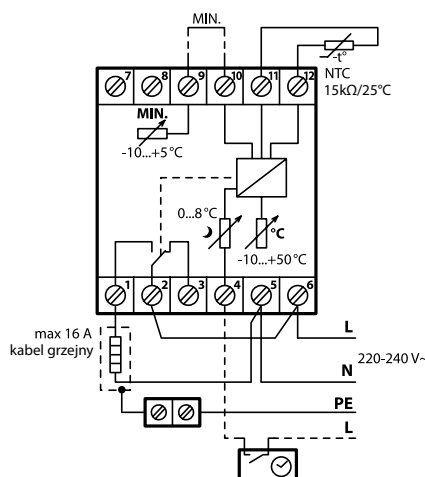 MIN.
-t°
NTC
15kΩ/25°C
7 8 9 10 11 12
MIN.
-10...+5°C
0...8°C
°C
-10...+50°C
1 2 3 4 5 6
max 16 A
kabel grzejny
L
N
220-240 V~
PE
L